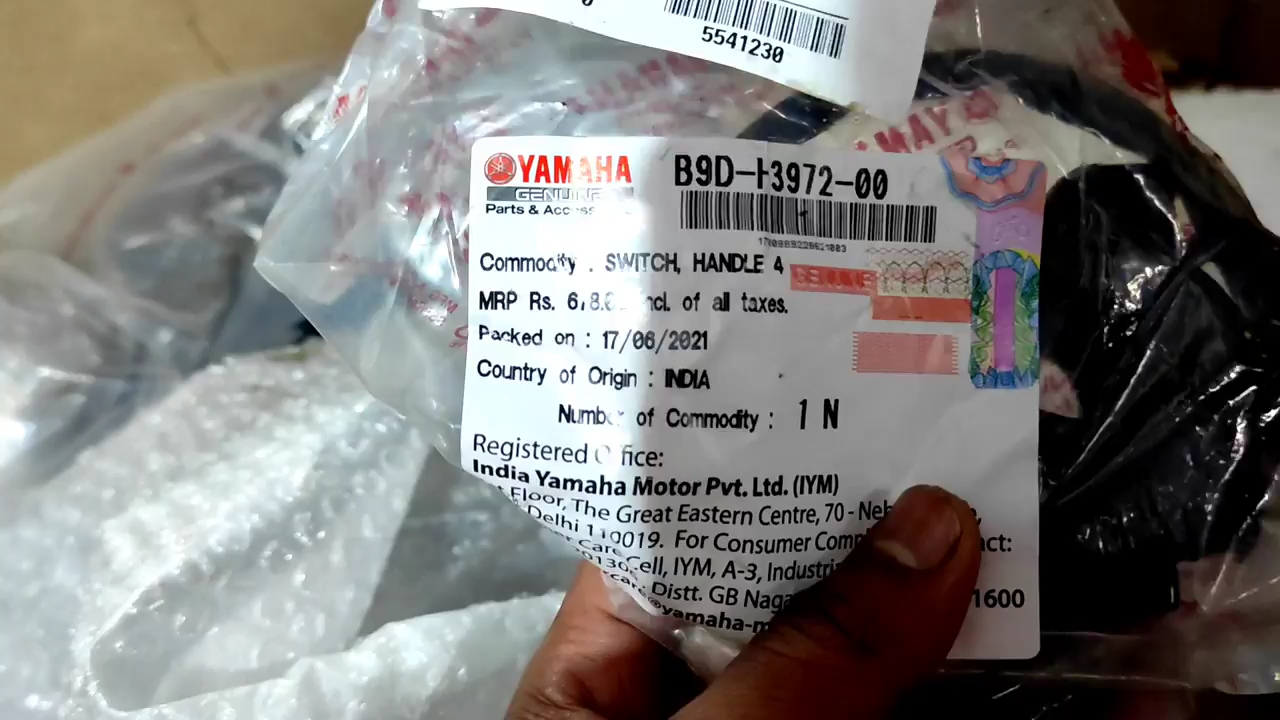 5541230
YAMAHA
GENUINE
Parts &
B9D-H3972-00
Commodity : SWITCH, HANDLE 4
GENUINE
MRP Rs. incl. of all taxes.
Packed on : 17/06/2021
Country of Origin : INDIA
Number of Commodity : 1 N
Registered Office:
India Yamaha Motor Pvt. Ltd. (IYM)
Floor, The Great Eastern Centre, 70 -
Delhi 110019. For Consumer
Care Cell, IYM, A-3,
Distt. GB
1600